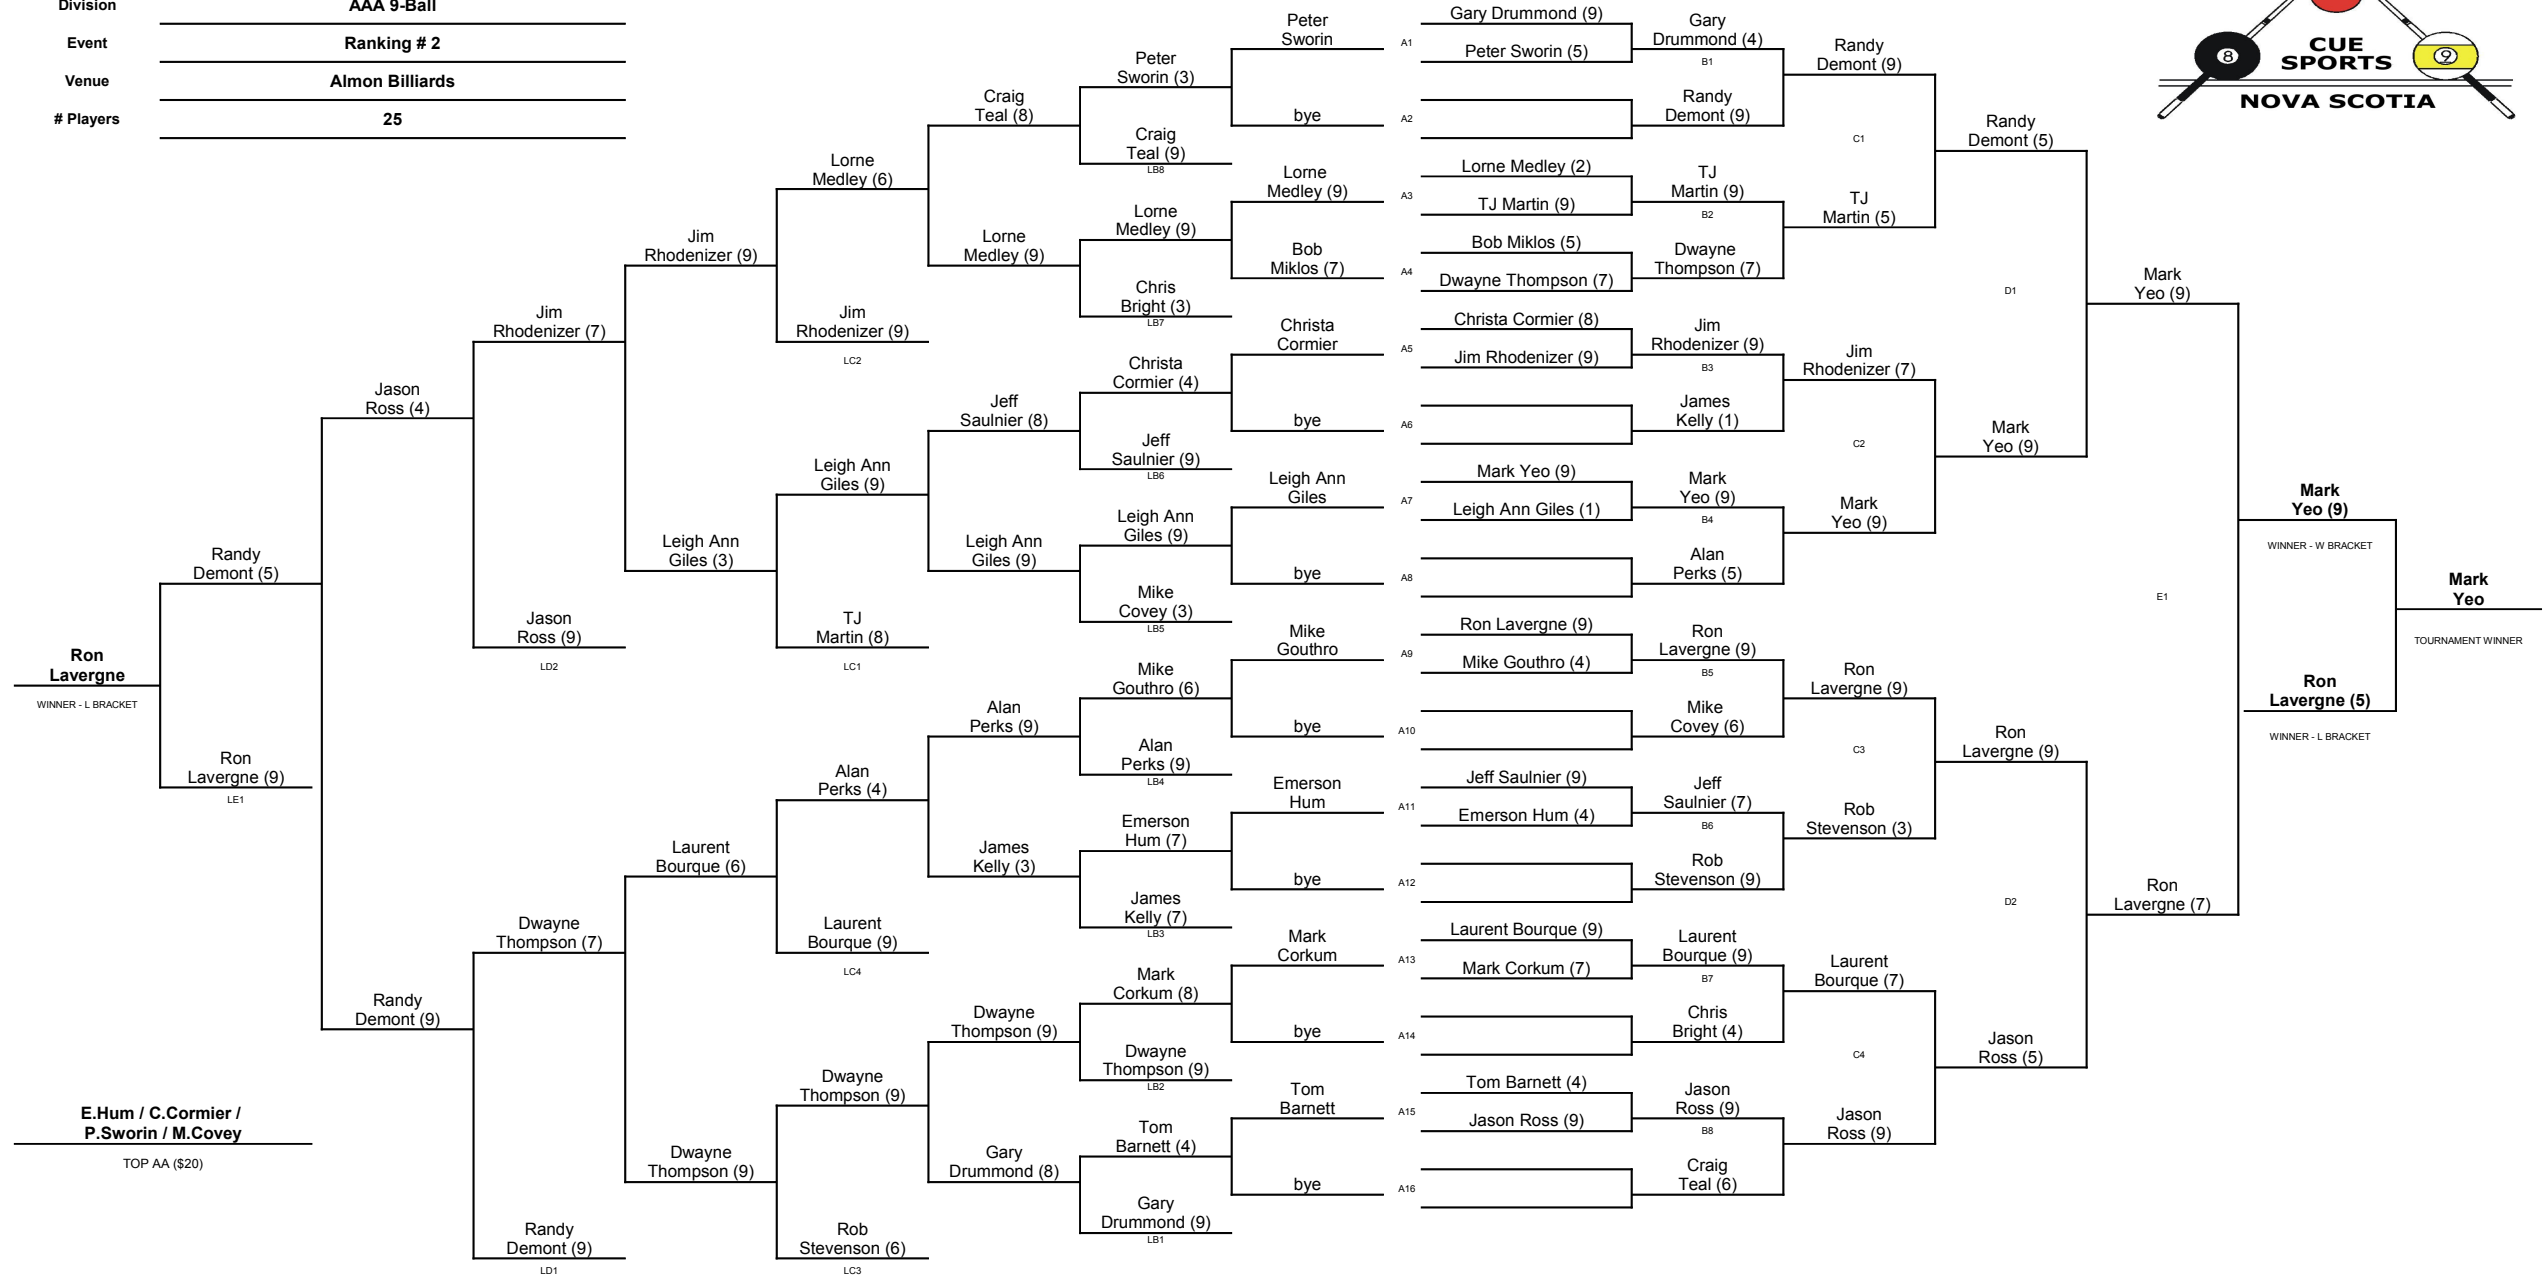 Division
AAA 9-Ball
Event
Ranking # 2
Venue
Almon Billiards
# Players
25
8
CUE
SPORTS
9
NOVA SCOTIA
Ron
Lavergne
WINNER - L BRACKET
Randy
Demont (5)
Ron
Lavergne (9)
LE1
Jason
Ross (4)
Randy
Demont (9)
Jim
Rhodenizer (7)
Jason
Ross (9)
LD2
Dwayne
Thompson (7)
Randy
Demont (9)
LD1
Jim
Rhodenizer (9)
Leigh Ann
Giles (3)
Laurent
Bourque (6)
Dwayne
Thompson (9)
Lorne
Medley (6)
Jim
Rhodenizer (9)
LC2
Leigh Ann
Giles (9)
TJ
Martin (8)
LC1
Alan
Perks (4)
Laurent
Bourque (9)
LC4
Dwayne
Thompson (9)
Rob
Stevenson (6)
LC3
Craig
Teal (8)
Lorne
Medley (9)
Jeff
Saulnier (8)
Leigh Ann
Giles (9)
Alan
Perks (9)
James
Kelly (3)
Dwayne
Thompson (9)
Gary
Drummond (8)
Peter
Sworin (3)
Craig
Teal (9)
LB8
Lorne
Medley (9)
Chris
Bright (3)
LB7
Christa
Cormier (4)
Jeff
Saulnier (9)
LB6
Leigh Ann
Giles (9)
Mike
Covey (3)
LB5
Mike
Gouthro (6)
Alan
Perks (9)
LB4
Emerson
Hum (7)
James
Kelly (7)
LB3
Mark
Corkum (8)
Dwayne
Thompson (9)
LB2
Tom
Barnett (4)
Gary
Drummond (9)
LB1
Peter
Sworin
bye
Lorne
Medley (9)
Bob
Miklos (7)
Christa
Cormier
bye
Leigh Ann
Giles
bye
Mike
Gouthro
bye
Emerson
Hum
bye
Mark
Corkum
bye
Tom
Barnett
bye
A1
A2
A3
A4
A5
A6
A7
A8
A9
A10
A11
A12
A13
A14
A15
A16
Gary Drummond (9)
Peter Sworin (5)
Lorne Medley (2)
TJ Martin (9)
Bob Miklos (5)
Dwayne Thompson (7)
Christa Cormier (8)
Jim Rhodenizer (9)
Mark Yeo (9)
Leigh Ann Giles (1)
Ron Lavergne (9)
Mike Gouthro (4)
Jeff Saulnier (9)
Emerson Hum (4)
Laurent Bourque (9)
Mark Corkum (7)
Tom Barnett (4)
Jason Ross (9)
Gary
Drummond (4)
B1
Randy
Demont (9)
TJ
Martin (9)
B2
Dwayne
Thompson (7)
Jim
Rhodenizer (9)
B3
James
Kelly (1)
Mark
Yeo (9)
B4
Alan
Perks (5)
Ron
Lavergne (9)
B5
Mike
Covey (6)
Jeff
Saulnier (7)
B6
Rob
Stevenson (9)
Laurent
Bourque (9)
B7
Chris
Bright (4)
Jason
Ross (9)
B8
Craig
Teal (6)
Randy
Demont (9)
C1
TJ
Martin (5)
Jim
Rhodenizer (7)
C2
Mark
Yeo (9)
Ron
Lavergne (9)
C3
Rob
Stevenson (3)
Laurent
Bourque (7)
C4
Jason
Ross (9)
Randy
Demont (5)
D1
Mark
Yeo (9)
Ron
Lavergne (9)
D2
Jason
Ross (5)
Mark
Yeo (9)
E1
Ron
Lavergne (7)
Mark
Yeo (9)
WINNER - W BRACKET
Ron
Lavergne (5)
WINNER - L BRACKET
Mark
Yeo
TOURNAMENT WINNER
E.Hum / C.Cormier /
P.Sworin / M.Covey
TOP AA ($20)